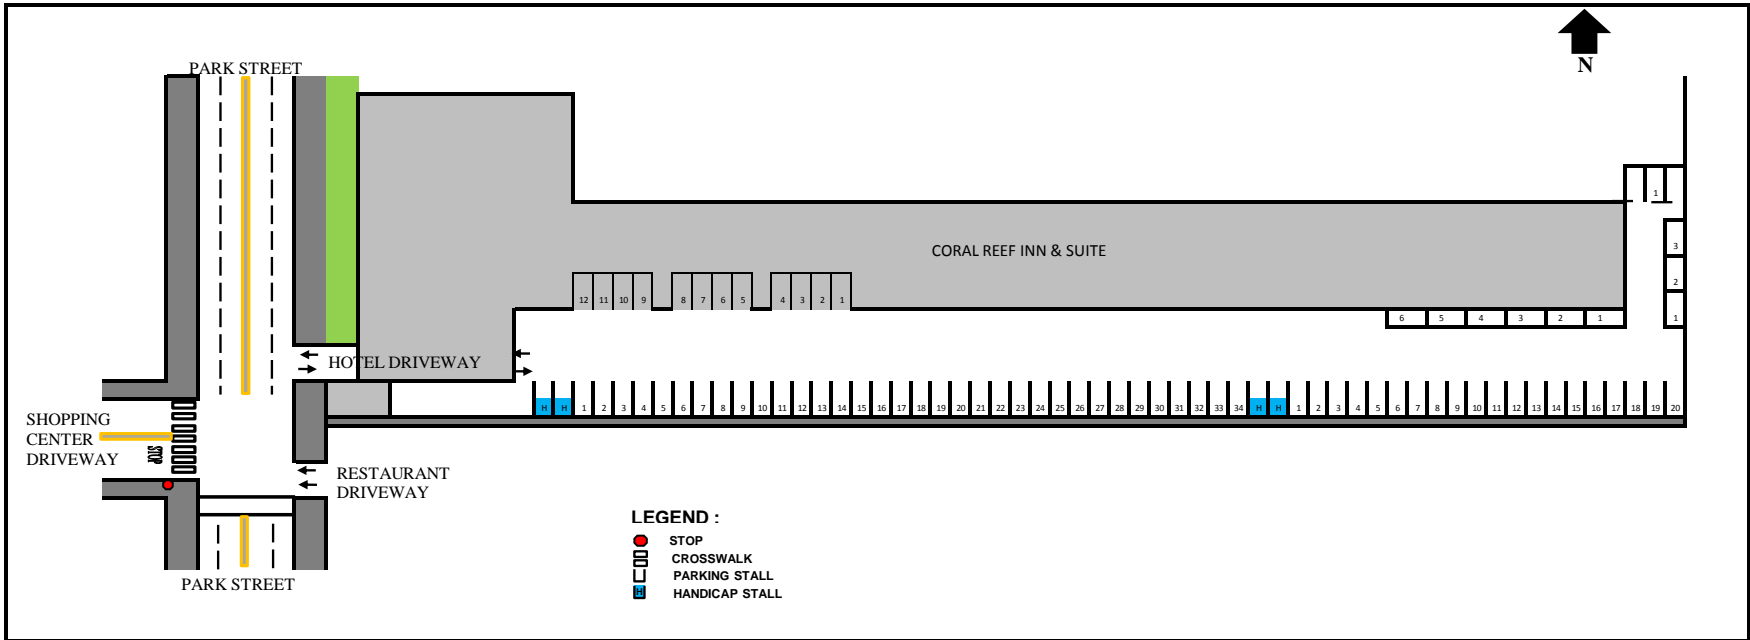 PARK STREET
N
1
CORAL REEF INN & SUITE
3
2
1
12 11 10 9 8 7 6 5 4 3 2 1
6 5 4 3 2 1
HOTEL DRIVEWAY
H H 1 2 3 4 5 6 7 8 9 10 11 12 13 14 15 16 17 18 19 20 21 22 23 24 25 26 27 28 29 30 31 32 33 34 H H 1 2 3 4 5 6 7 8 9 10 11 12 13 14 15 16 17 18 19 20
SHOPPING
CENTER
DRIVEWAY
STOP
RESTAURANT
DRIVEWAY
PARK STREET
LEGEND :
STOP
CROSSWALK
PARKING STALL
H HANDICAP STALL